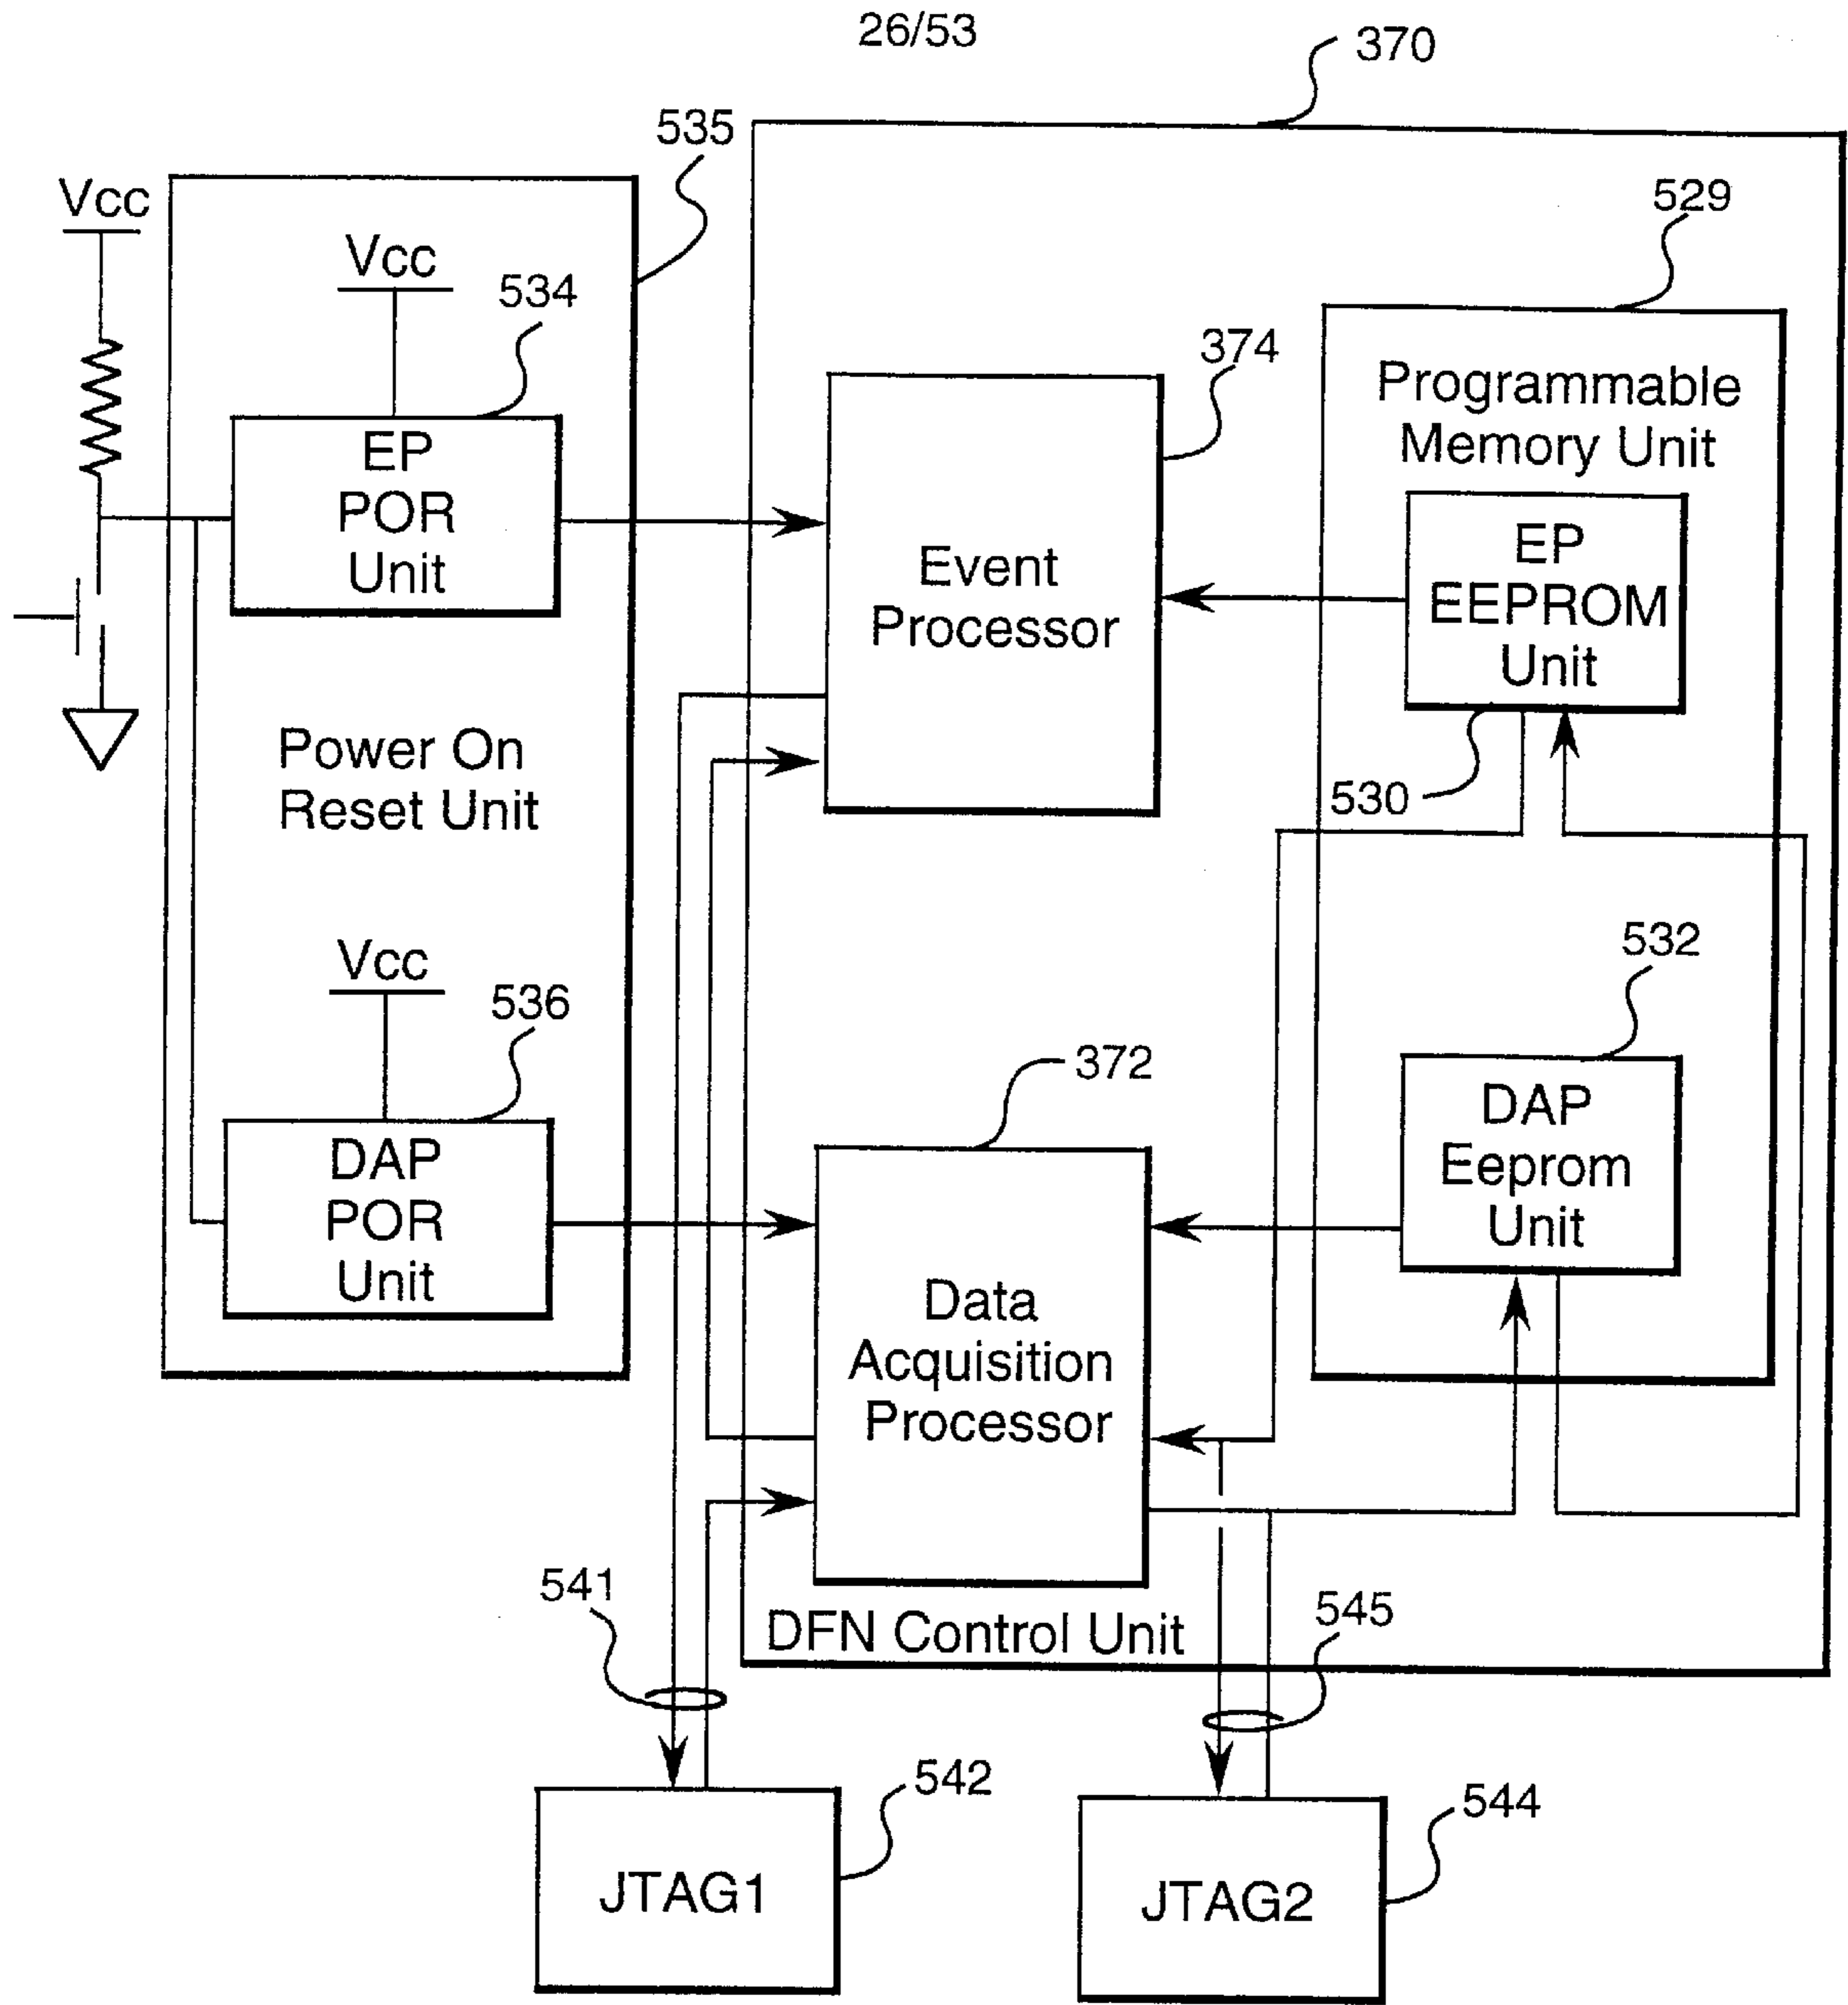 26/53
370
535
Vcc
529
Vcc
534
374
Programmable
Memory Unit
EP
POR
Unit
EP
EEPROM
Unit
Event
Processor
530
Power On
Reset Unit
532
Vcc
536
372
DAP
Eeprom
Unit
DAP
POR
Unit
Data
Acquisition
Processor
541
545
DFN Control Unit
542
544
JTAG1
JTAG2